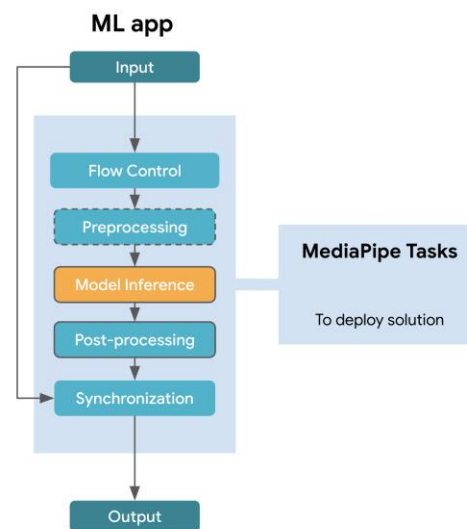 ML app
Input
Flow Control
Preprocessing
Model Inference
Post-processing
Synchronization
Output
MediaPipe Tasks
To deploy solution